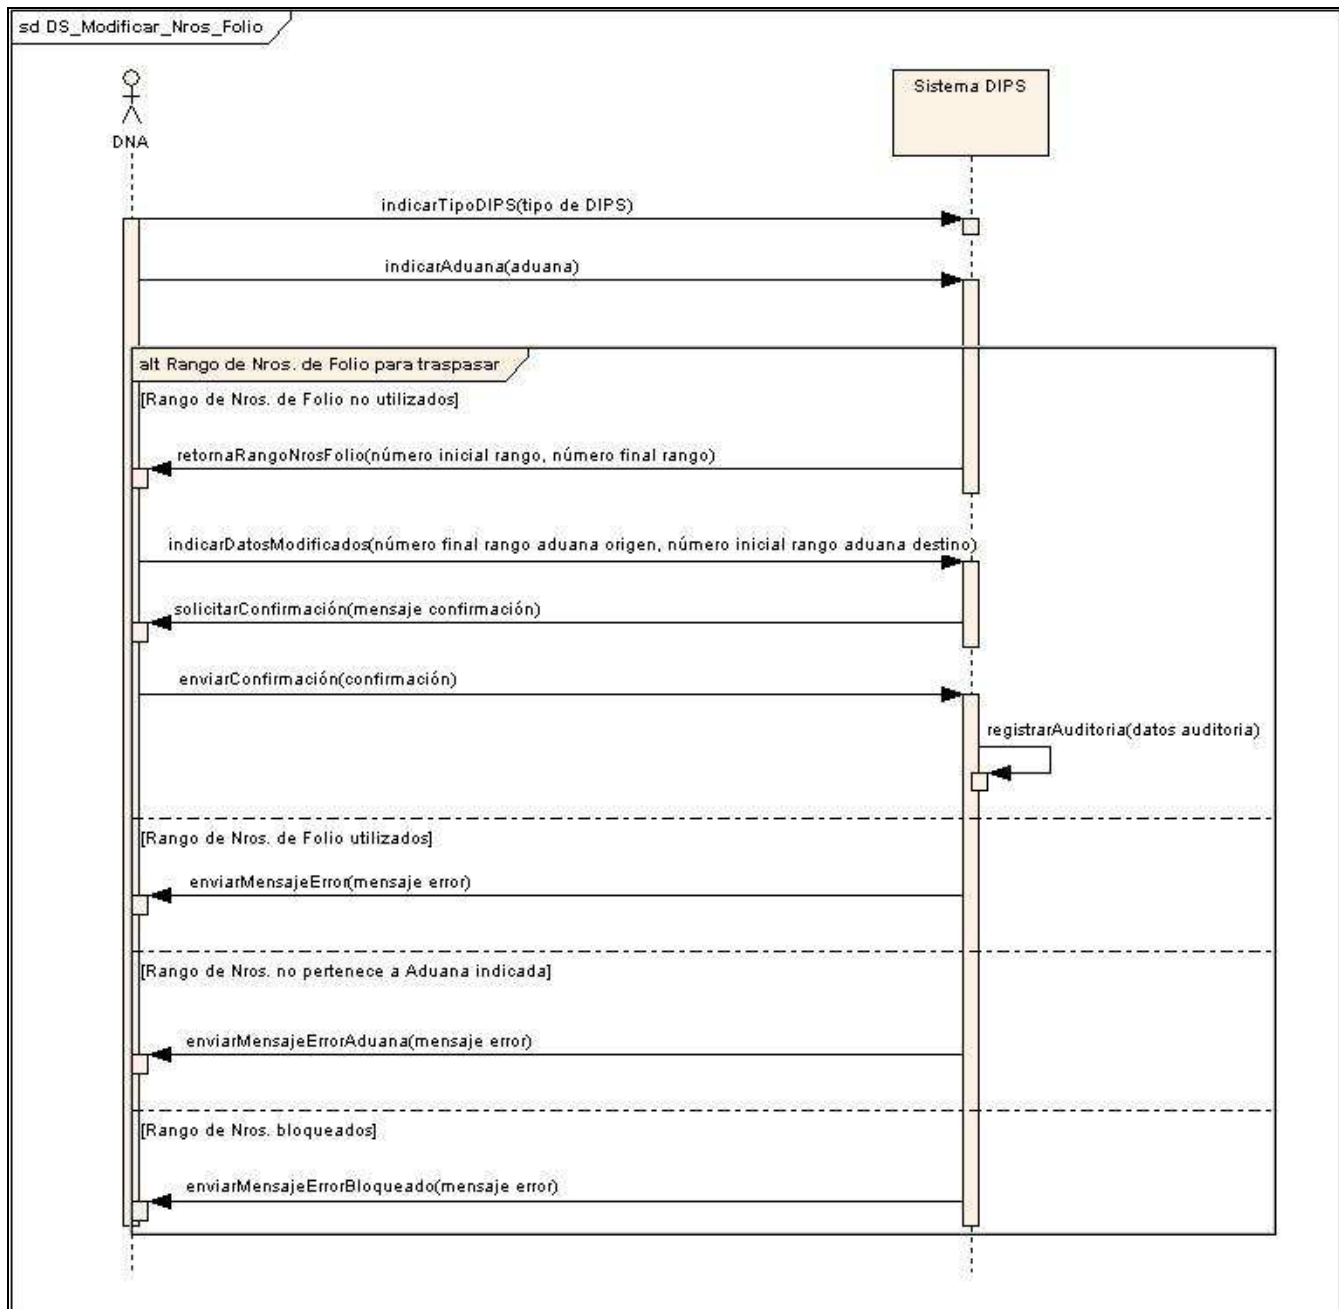 sd DS_Modificar_Nros_Folio
DNA
Sistema DIPS
indicarTipoDIPS(tipo de DIPS)
indicarAduana(aduana)
alt Rango de Nros. de Folio para traspasar
[Rango de Nros. de Folio no utilizados]
retornaRangoNrosFolio(número inicial rango, número final rango)
indicarDatosModificados(número final rango aduana origen, número inicial rango aduana destino)
solicitarConfirmación(mensaje confirmación)
enviarConfirmación(confirmación)
registrarAuditoria(datos auditoria)
[Rango de Nros. de Folio utilizados]
enviarMensajeError(mensaje error)
[Rango de Nros. no pertenece a Aduana indicada]
enviarMensajeErrorAduana(mensaje error)
[Rango de Nros. bloqueados]
enviarMensajeErrorBloqueado(mensaje error)